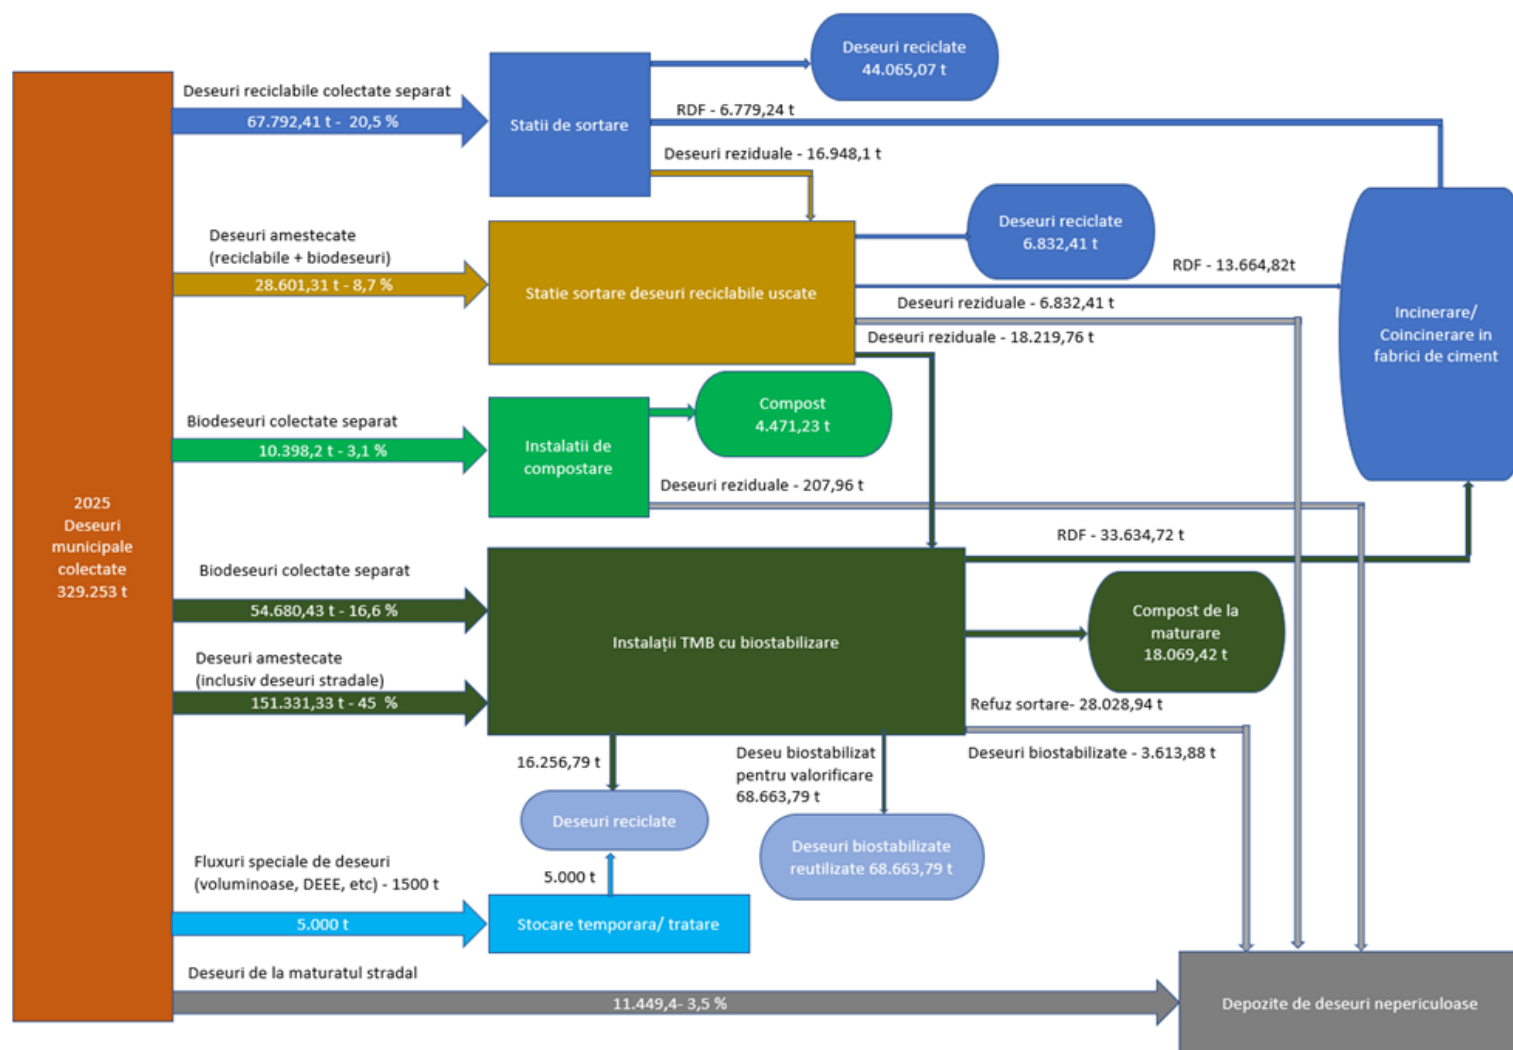 2025
Deseuri
municipale
colectate
329.253 t
Deseuri reciclabile colectate separat
67.792,41 t - 20,5 %
Statii de sortare
Deseuri reciclate
44.065,07 t
RDF - 6.779,24 t
Deseuri reziduale - 16.948,1 t
Deseuri amestecate
(reciclabile + biodeseuri)
28.601,31 t - 8,7 %
Statie sortare deseuri reciclabile uscate
Deseuri reciclate
6.832,41 t
RDF - 13.664,82t
Deseuri reziduale - 6.832,41 t
Deseuri reziduale - 18.219,76 t
Incinerare/
Coincinerare in
fabrici de ciment
Biodeseuri colectate separat
10.398,2 t - 3,1 %
Instalatii de
compostare
Compost
4.471,23 t
Deseuri reziduale - 207,96 t
Biodeseuri colectate separat
54.680,43 t - 16,6 %
Deseuri amestecate
(inclusiv deseuri stradale)
151.331,33 t - 45  %
Instalații TMB cu biostabilizare
RDF - 33.634,72 t
Compost de la
maturare
18.069,42 t
Refuz sortare- 28.028,94 t
Deseuri biostabilizate - 3.613,88 t
16.256,79 t
Deseuri reciclate
Deseu biostabilizat
pentru valorificare
68.663,79 t
Deseuri biostabilizate
reutilizate 68.663,79 t
Fluxuri speciale de deseuri
(voluminoase, DEEE, etc) - 1500 t
5.000 t
5.000 t
Stocare temporara/ tratare
Deseuri de la maturatul stradal
11.449,4- 3,5 %
Depozite de deseuri nepericuloase